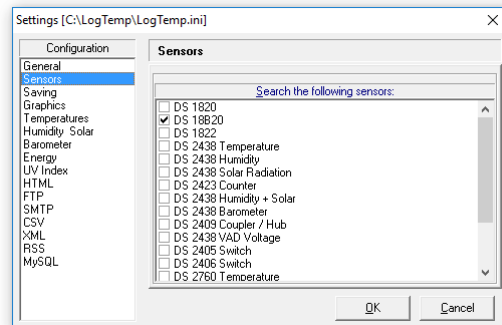 Settings [C:\LogTemp\LogTemp.ini]
Configuration
General
Sensors
Saving
Graphics
Temperatures
Humidity Solar
Barometer
Energy
UV Index
HTML
FTP
SMTP
CSV
XML
RSS
MySQL
Sensors
Search the following sensors:
DS 1820
DS 18B20
DS 1822
DS 2438 Temperature
DS 2438 Humidity
DS 2438 Solar Radiation
DS 2423 Counter
DS 2438 Humidity + Solar
DS 2438 Barometer
DS 2409 Coupler / Hub
DS 2438 VAD Voltage
DS 2405 Switch
DS 2406 Switch
DS 2760 Temperature
OK
Cancel